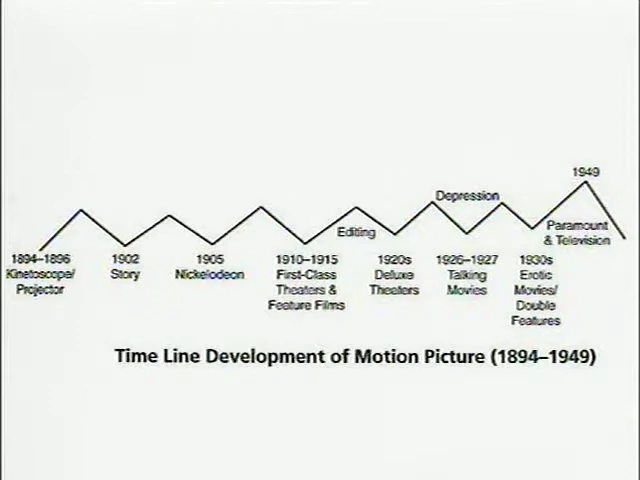 1949
Depression
Editing
Paramount
& Television
1894–1896
Kinetoscope/
Projector
1902
Story
1905
Nickelodeon
1910–1915
First-Class
Theaters &
Feature Films
1920s
Deluxe
Theaters
1926–1927
Talking
Movies
1930s
Erotic
Movies/
Double
Features
Time Line Development of Motion Picture (1894–1949)